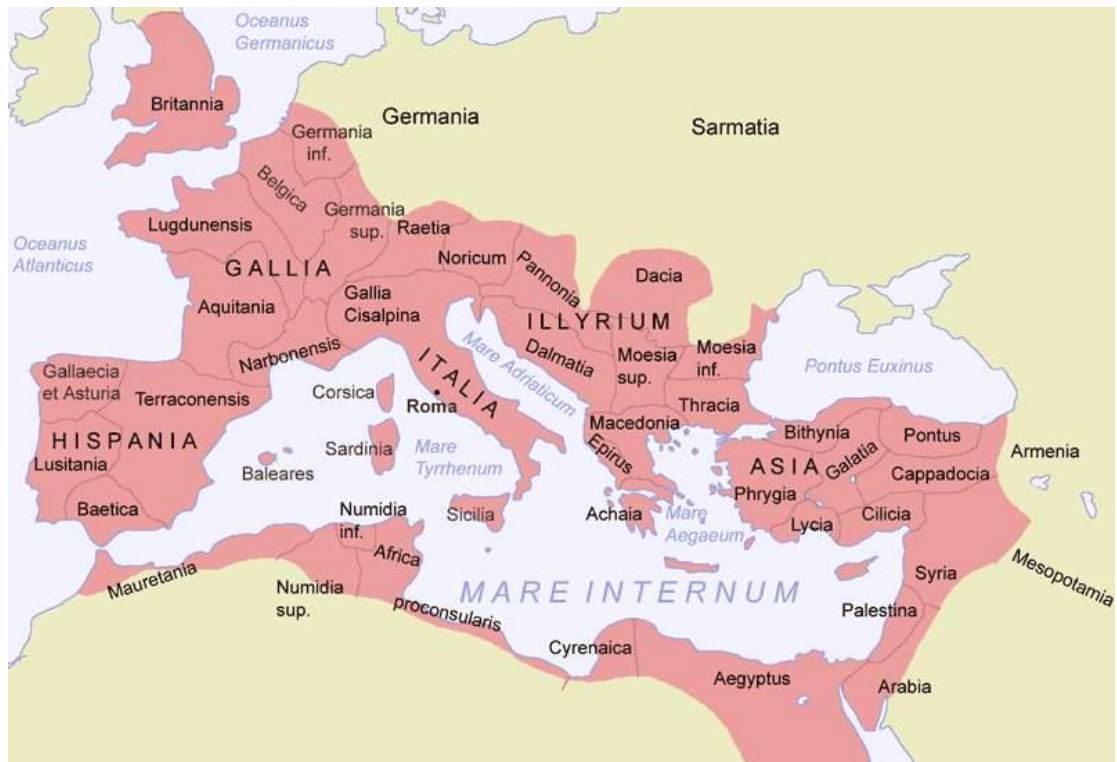 Oceanus
Germanicus
Britannia
Germania
Sarmatia
Germania
inf.
Belgica
Lugdunensis
Germania
sup.
Raetia
Oceanus
Atlanticus
GALLIA
Noricum
Pannonia
Dacia
Aquitania
Gallia
Cisalpina
ILLYRIUM
Narbonensis
ITALIA
Mare Adriaticum
Dalmatia
Moesia
sup.
Moesia
inf.
Pontus Euxinus
Gallaecia
et Asturia
Terraconensis
Corsica
Roma
Thracia
HISPANIA
Sardinia
Mare
Tyrrhenum
Macedonia
Epirus
Bithynia
Pontus
Armenia
Lusitania
Baleares
ASIA
Galatia
Cappadocia
Phrygia
Baetica
Numidia
inf.
Sicilia
Achaia
Mare
Aegaeum
Lycia
Cilicia
Mauretania
Africa
proconsularis
Numidia
sup.
MARE INTERNUM
Syria
Mesopotamia
Palestina
Cyrenaica
Aegyptus
Arabia